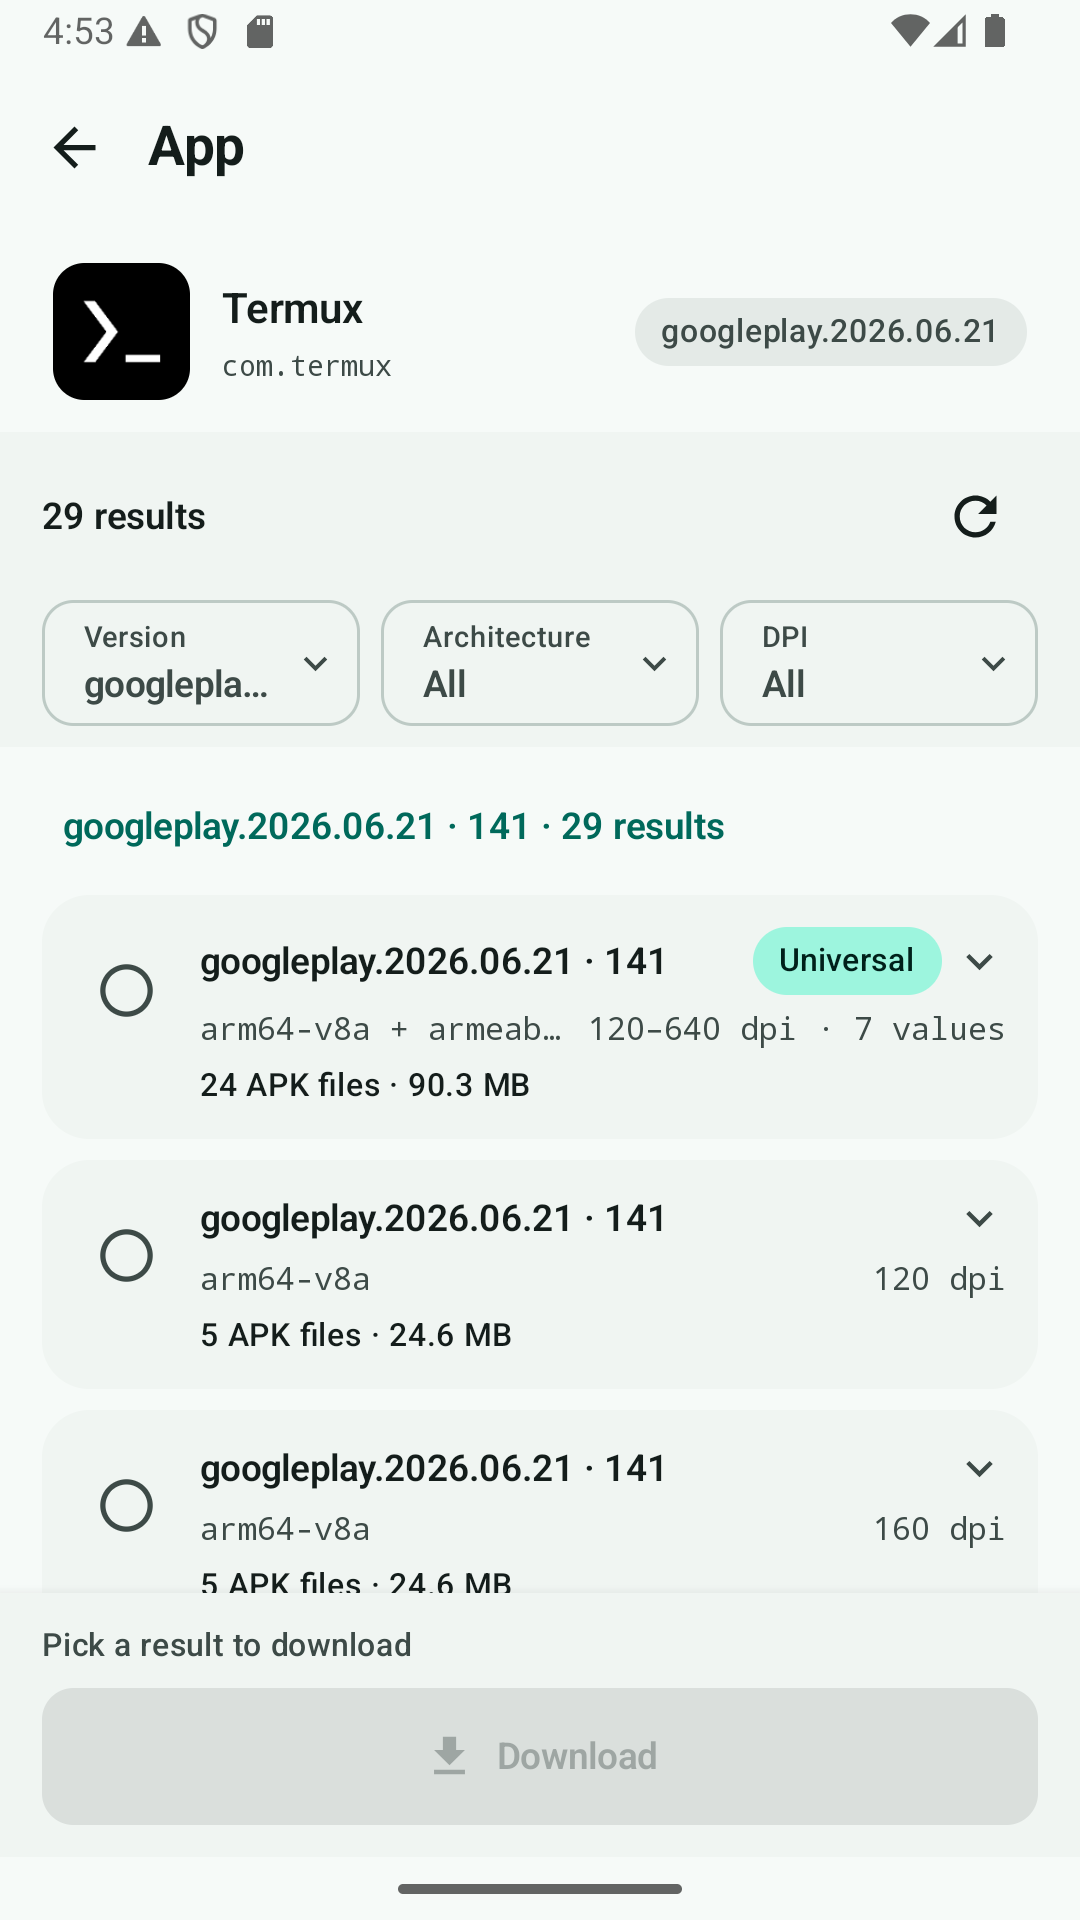 4:53
App
Termux
com.termux
googleplay.2026.06.21
29 results
Version
googlepla…
Architecture
All
DPI
All
googleplay.2026.06.21 · 141 · 29 results
googleplay.2026.06.21 · 141
Universal
arm64-v8a + armeab… 120–640 dpi · 7 values
24 APK files · 90.3 MB
googleplay.2026.06.21 · 141
arm64-v8a 120 dpi
5 APK files · 24.6 MB
googleplay.2026.06.21 · 141
arm64-v8a 160 dpi
5 APK files · 24.6 MB
Pick a result to download
Download